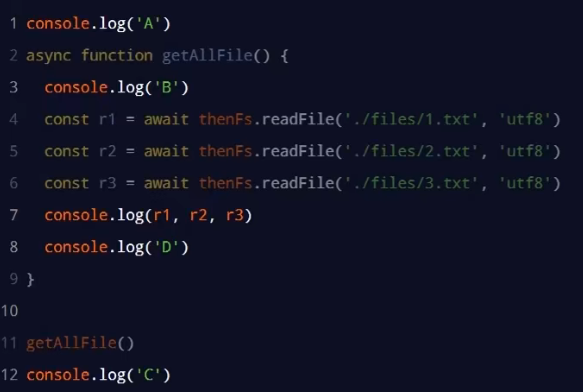 1 console.log('A')
2 async function getAllFile() {
3 console.log('B')
4 const r1 = await thenFs.readFile('./files/1.txt', 'utf8')
5 const r2 = await thenFs.readFile('./files/2.txt', 'utf8')
6 const r3 = await thenFs.readFile('./files/3.txt', 'utf8')
7 console.log(r1, r2, r3)
8 console.log('D')
9 }
10
11 getAllFile()
12 console.log('C')